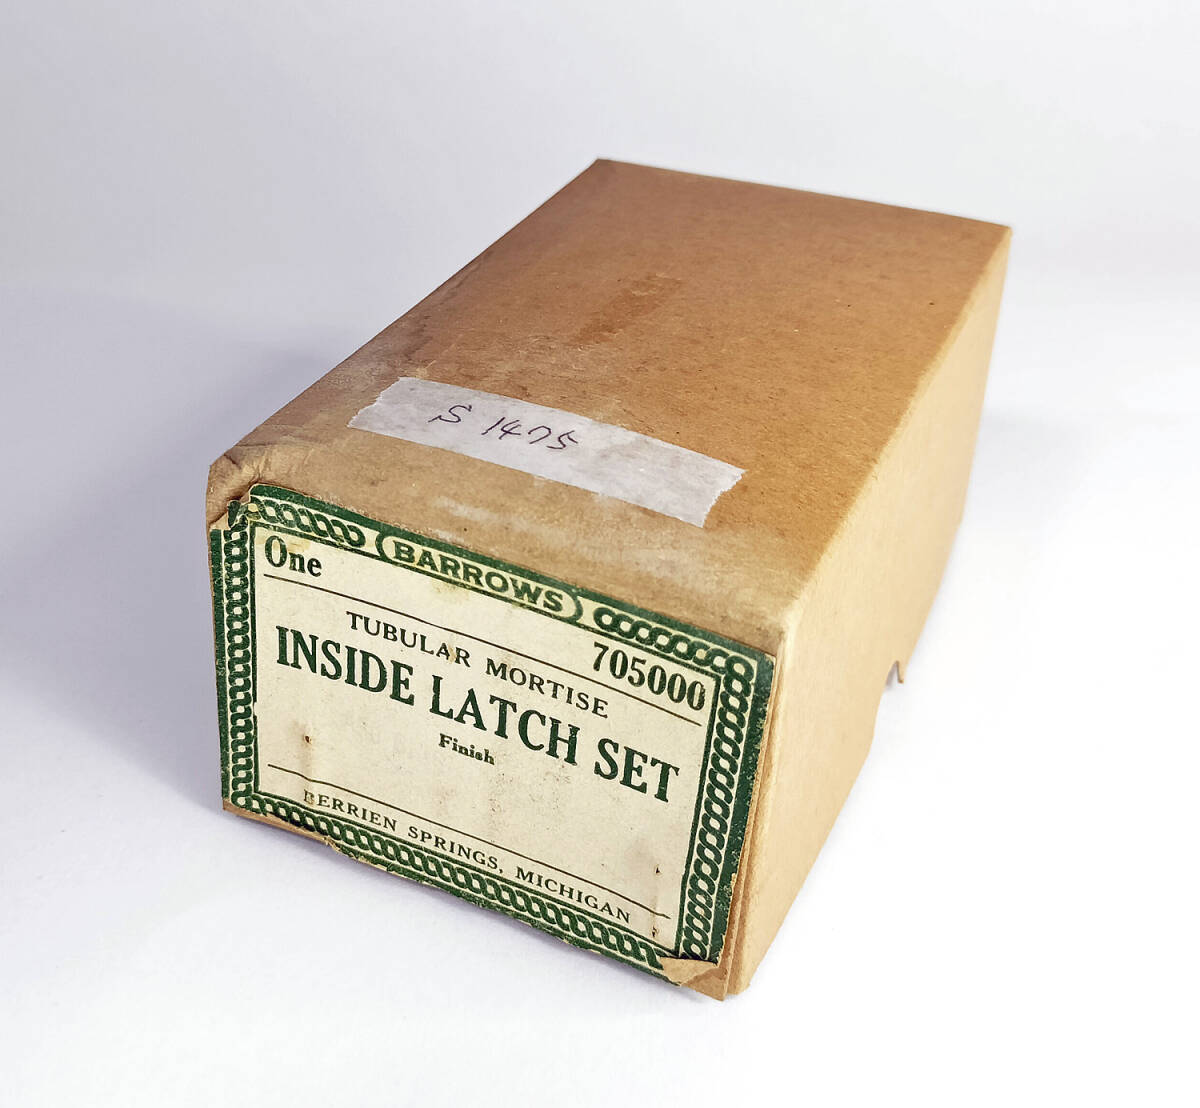 S 1475
BARROWS
One
705000
TUBULAR MORTISE
INSIDE LATCH SET
Finish
BERRIEN SPRINGS, MICHIGAN